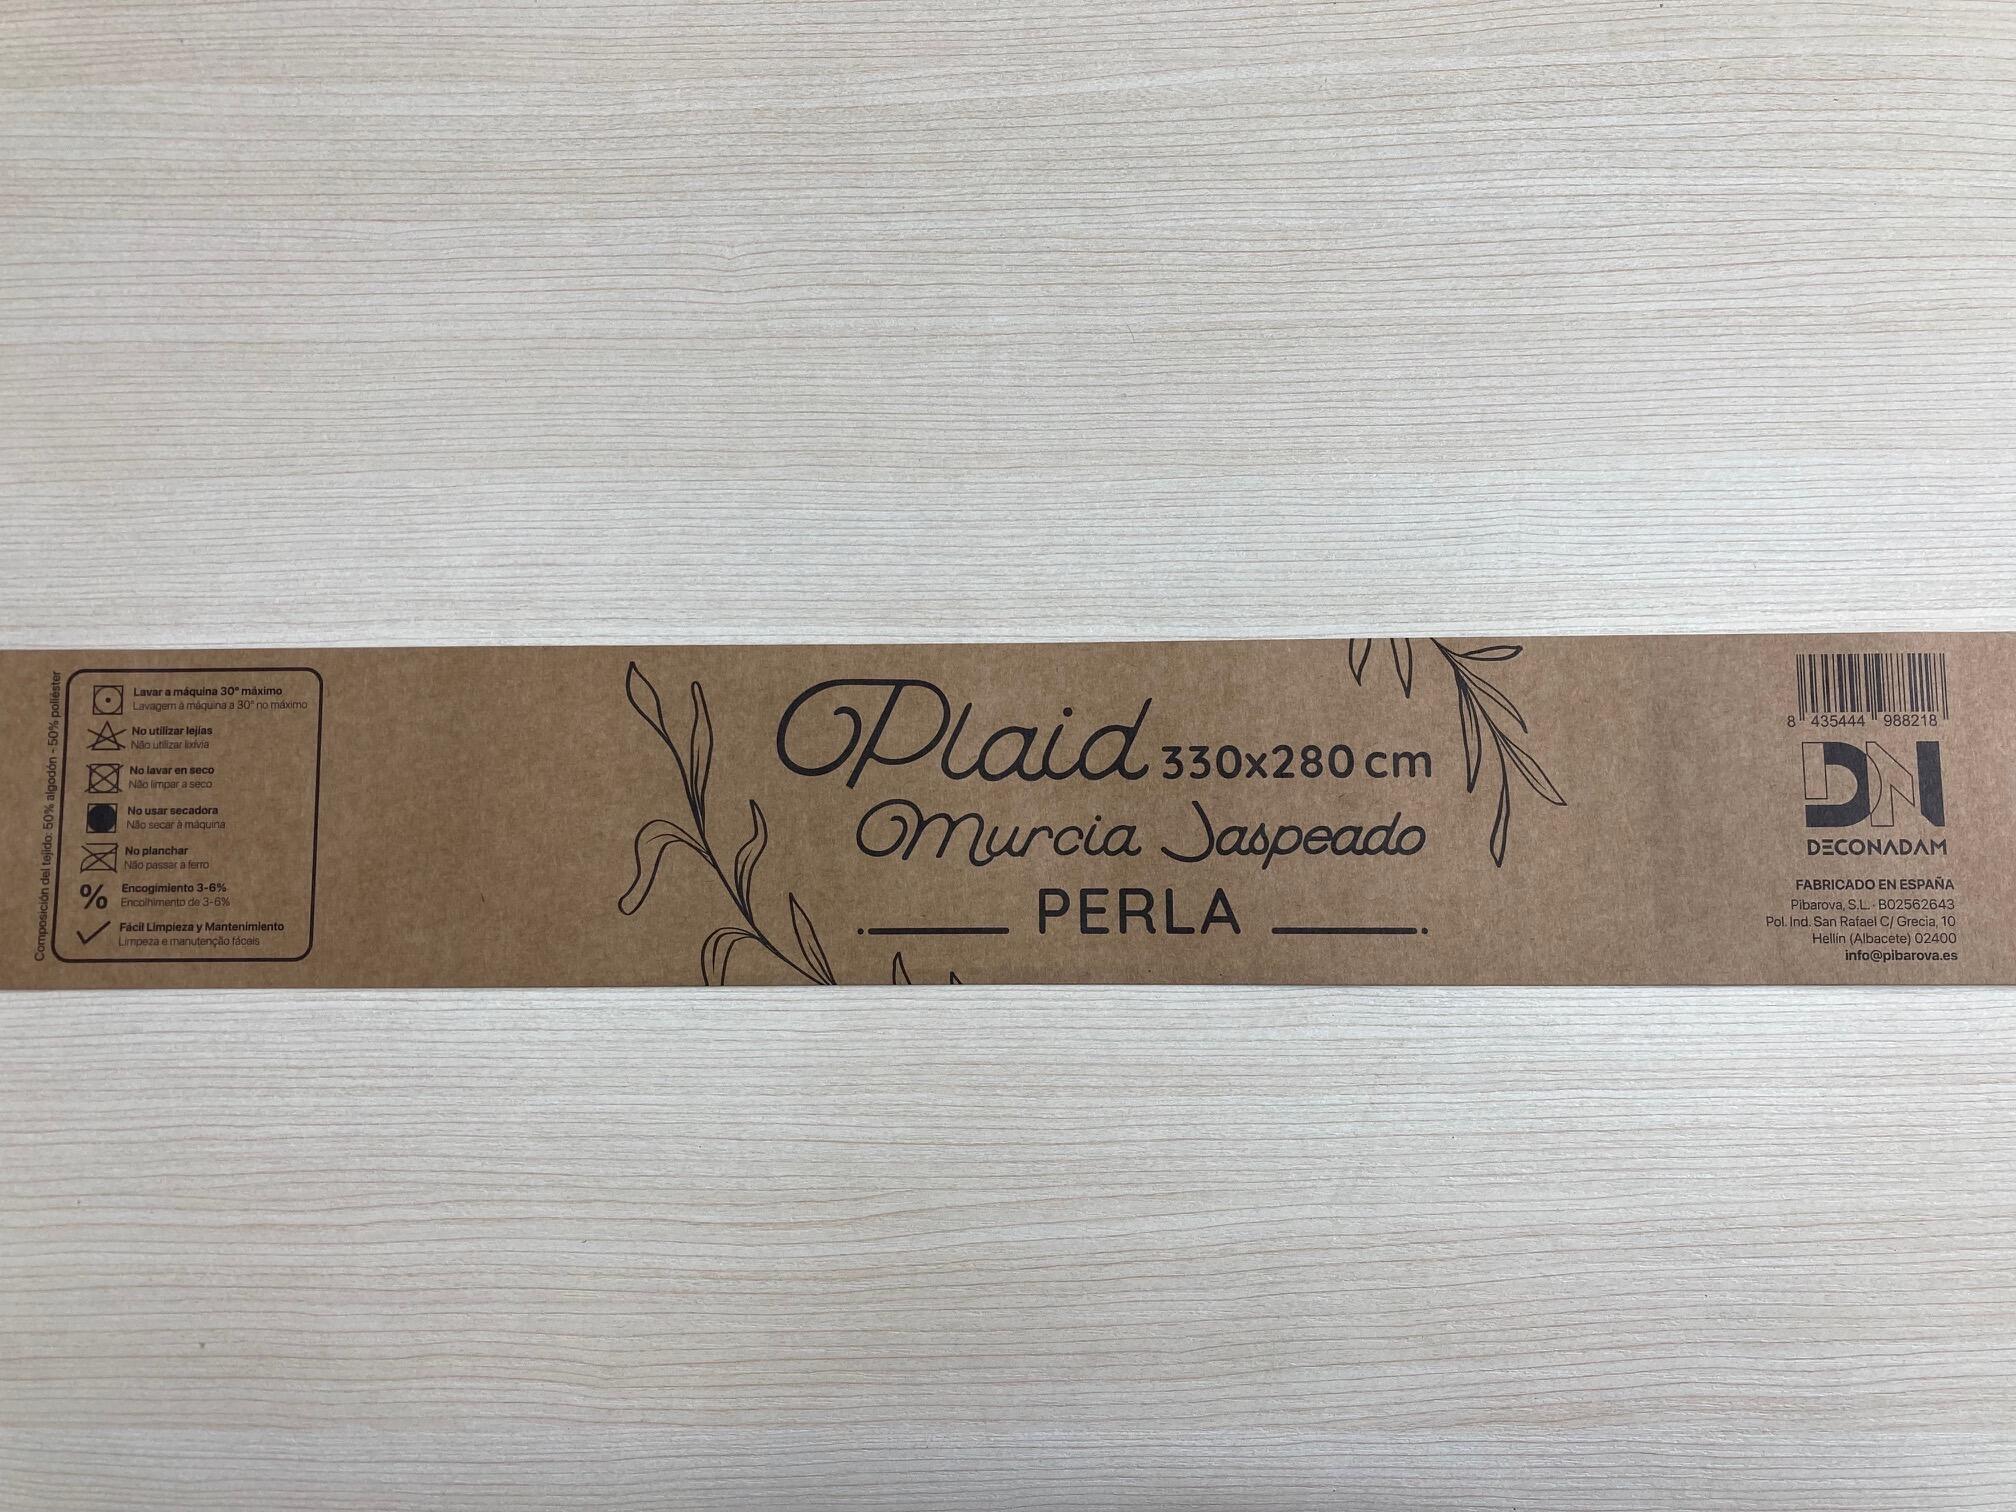 Composición del tejido: 50% algodón - 50% poliéster
Lavar a máquina 30° máximo
Lavagem à máquina a 30° no máximo
No utilizar lejías
Não utilizar lixívia
No lavar en seco
Não limpar a seco
No usar secadora
Não secar à máquina
No planchar
Não passar a ferro
% Encogimiento 3-6%
Encolhimento de 3-6%
Fácil Limpieza y Mantenimiento
Limpeza e manutenção fáceis
Plaid 330x280 cm
Murcia Jaspeado
PERLA
8 435444 988218
DN
DECONADAM
FABRICADO EN ESPAÑA
Pibarova, S.L. · B02562643
Pol. Ind. San Rafael C/ Grecia, 10
Hellín (Albacete) 02400
info@pibarova.es